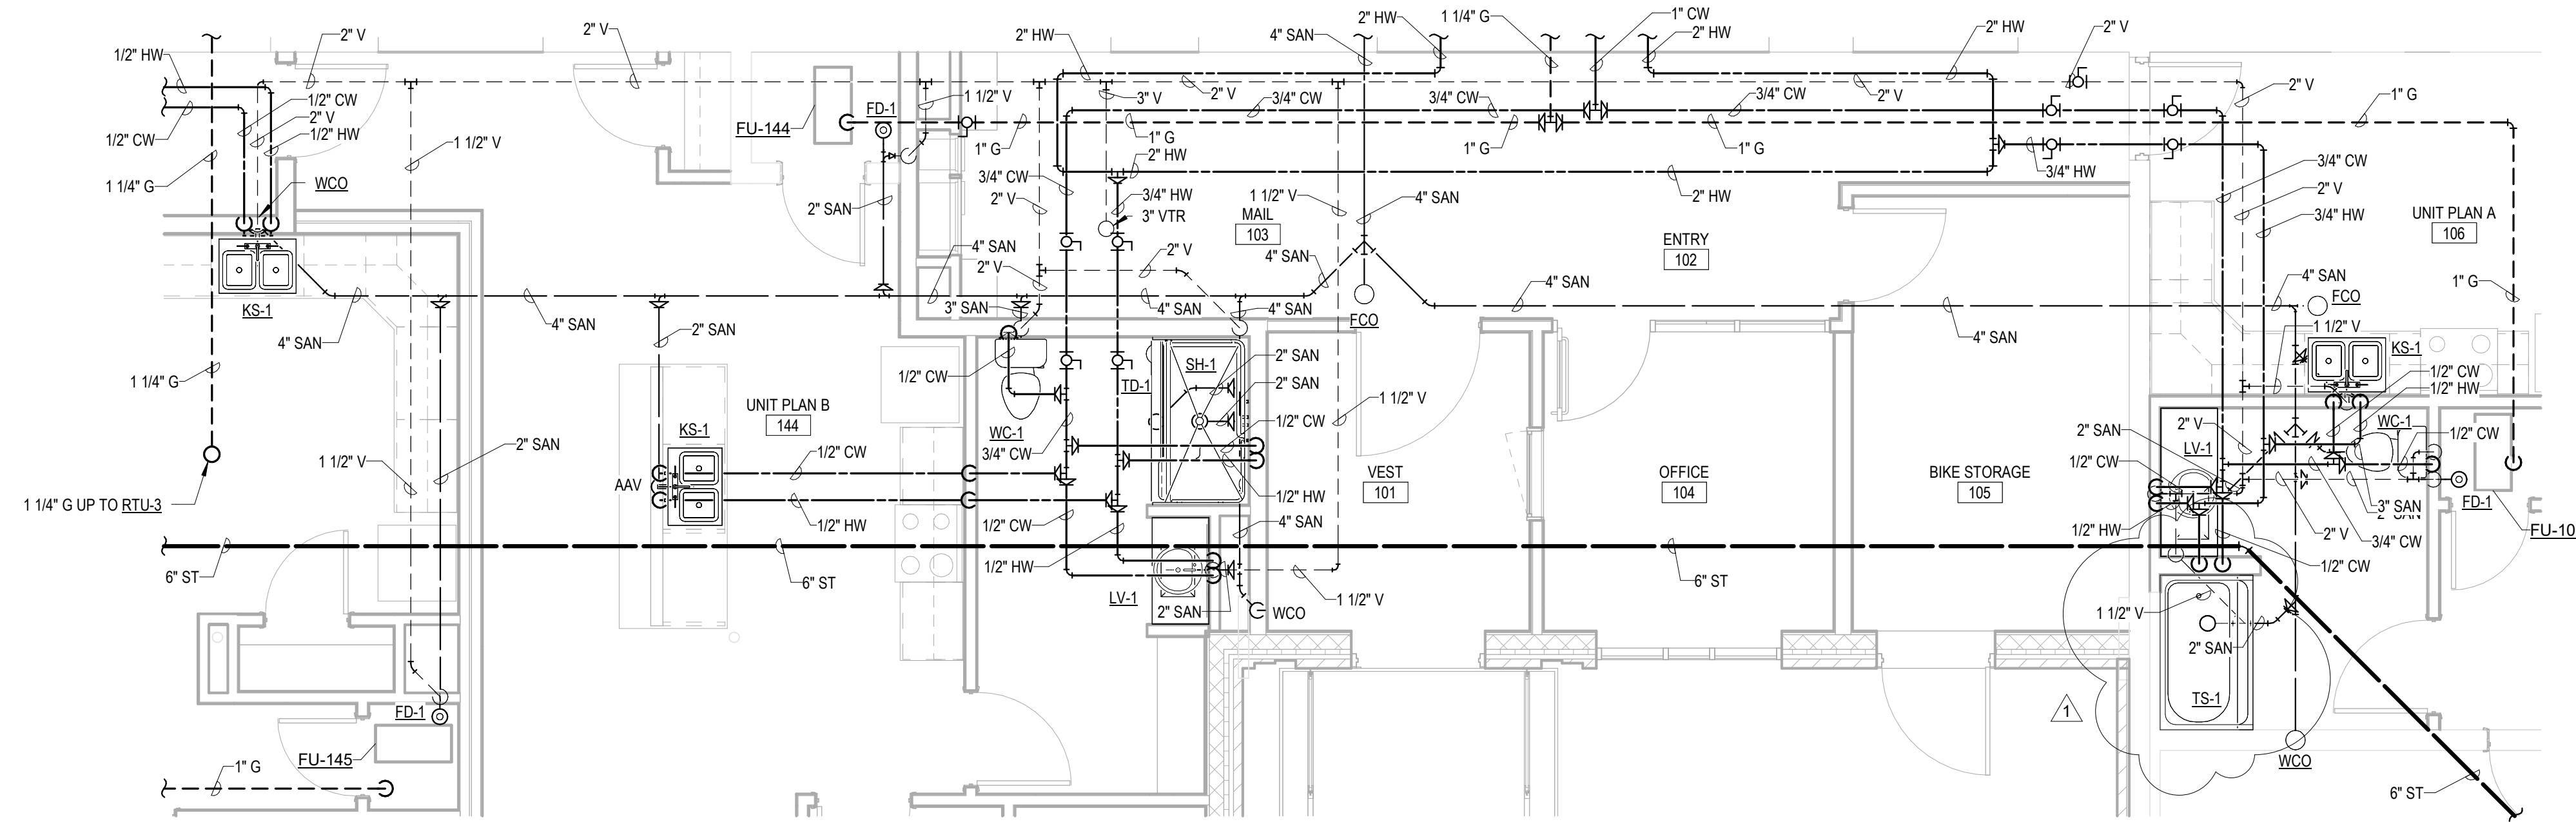 2" HW
1 1/4" G
1" CW
4" SAN
2" HW
2" V
2" V
2" HW
2" HW
2" V
1/2" HW
1/2" CW
2" V
1/2" HW
1/2" CW
1 1/4" G
WCO
1 1/2" V
FU-144
FD-1
1 1/2" V
3" V
2" V
3/4" CW
3/4" CW
3/4" CW
2" V
2" V
1" G
1" G
1" G
1" G
1" G
2" HW
3/4" CW
3/4" HW
2" V
3" VTR
1 1/2" V
MAIL
103
4" SAN
2" HW
3/4" HW
ENTRY
102
3/4" CW
2" V
3/4" HW
UNIT PLAN A
106
2" SAN
4" SAN
2" V
2" V
4" SAN
KS-1
4" SAN
4" SAN
2" SAN
3" SAN
4" SAN
4" SAN
FCO
4" SAN
4" SAN
4" SAN
FCO
1" G
1 1/2" V
KS-1
1/2" CW
1/2" HW
1 1/4" G
1/2" CW
TD-1
SH-1
2" SAN
2" SAN
1/2" CW
1 1/2" V
UNIT PLAN B
144
KS-1
WC-1
3/4" CW
2" SAN
1 1/2" V
AAV
1/2" CW
1/2" HW
1/2" CW
1/2" HW
1/2" HW
4" SAN
VEST
101
OFFICE
104
BIKE STORAGE
105
2" V
2" SAN
LV-1
1/2" CW
1/2" HW
WC-1
1/2" CW
FD-1
3" SAN
2" SAN
2" V
3/4" CW
1/2" CW
FU-10
1 1/4" G UP TO RTU-3
6" ST
6" ST
6" ST
LV-1
2" SAN
WCO
1 1/2" V
1 1/2" V
2" SAN
TS-1
1
WCO
6" ST
FD-1
FU-145
1" G